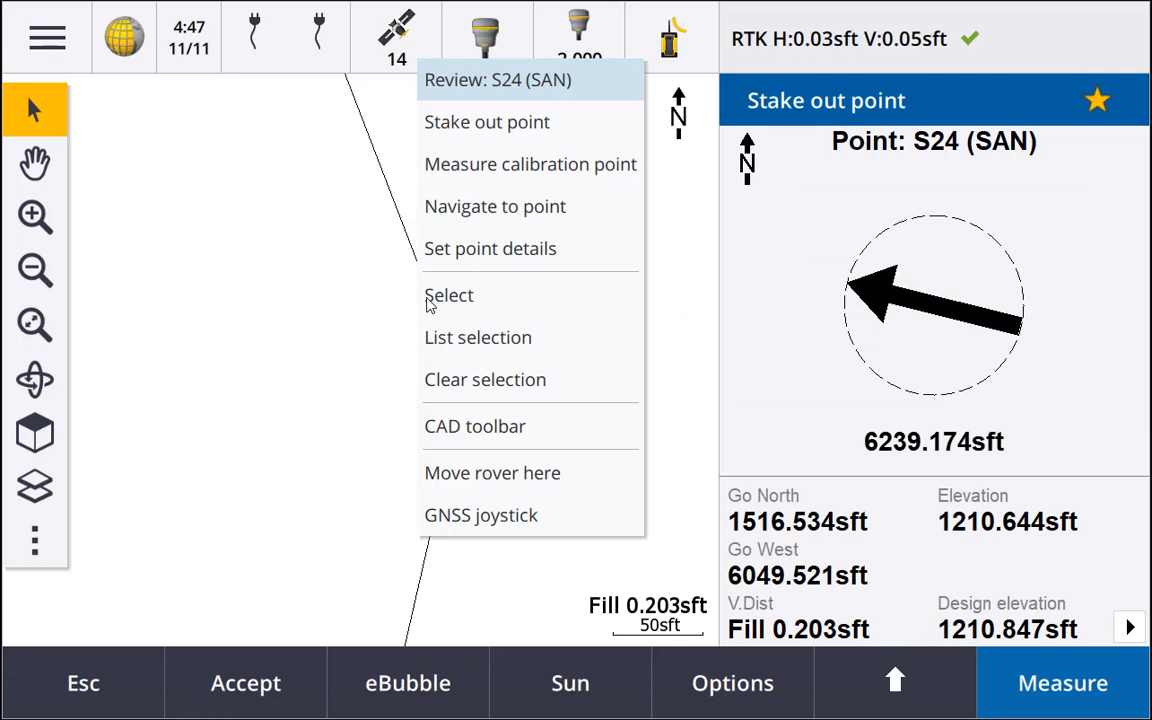 4:47
11/11
14
2.000
RTK H:0.03sft V:0.05sft
Review: S24 (SAN)
Stake out point
Measure calibration point
Navigate to point
Set point details
Select
List selection
Clear selection
CAD toolbar
Move rover here
GNSS joystick
N
Fill 0.203sft
50sft
Stake out point
Point: S24 (SAN)
N
6239.174sft
Go North
1516.534sft
Elevation
1210.644sft
Go West
6049.521sft
V.Dist
Fill 0.203sft
Design elevation
1210.847sft
Esc
Accept
eBubble
Sun
Options
Measure